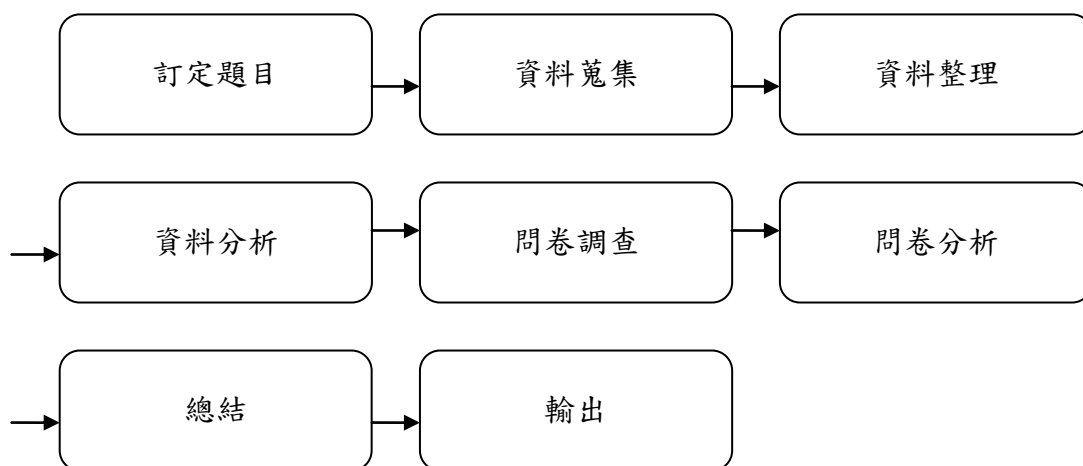 訂定題目
資料蒐集
資料整理
資料分析
問卷調查
問卷分析
總結
輸出